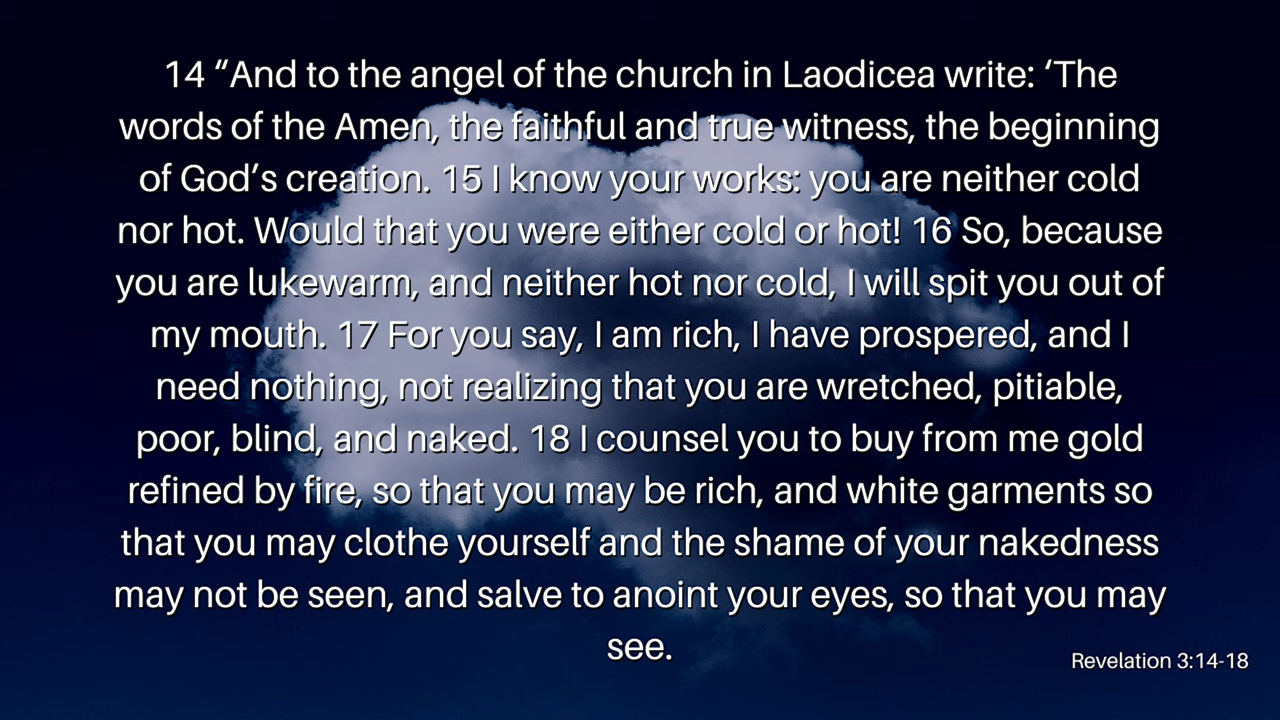 14 “And to the angel of the church in Laodicea write: ‘The
words of the Amen, the faithful and true witness, the beginning
of God’s creation. 15 I know your works: you are neither cold
nor hot. Would that you were either cold or hot! 16 So, because
you are lukewarm, and neither hot nor cold, I will spit you out of
my mouth. 17 For you say, I am rich, I have prospered, and I
need nothing, not realizing that you are wretched, pitiable,
poor, blind, and naked. 18 I counsel you to buy from me gold
refined by fire, so that you may be rich, and white garments so
that you may clothe yourself and the shame of your nakedness
may not be seen, and salve to anoint your eyes, so that you may
see.
Revelation 3:14-18